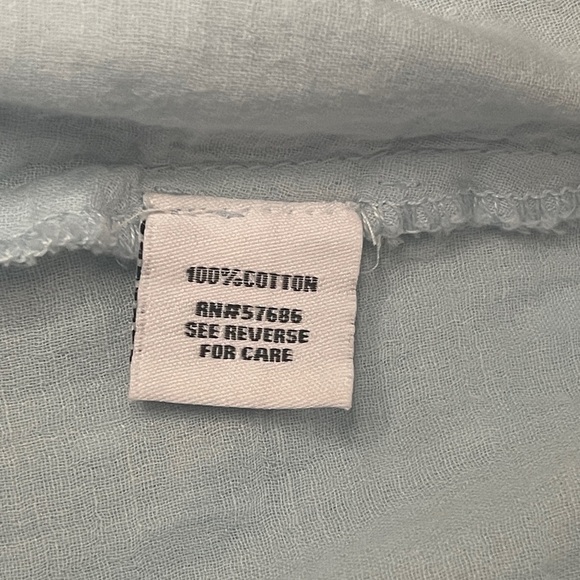 100%COTTON
RN#57686
SEE REVERSE
FOR CARE